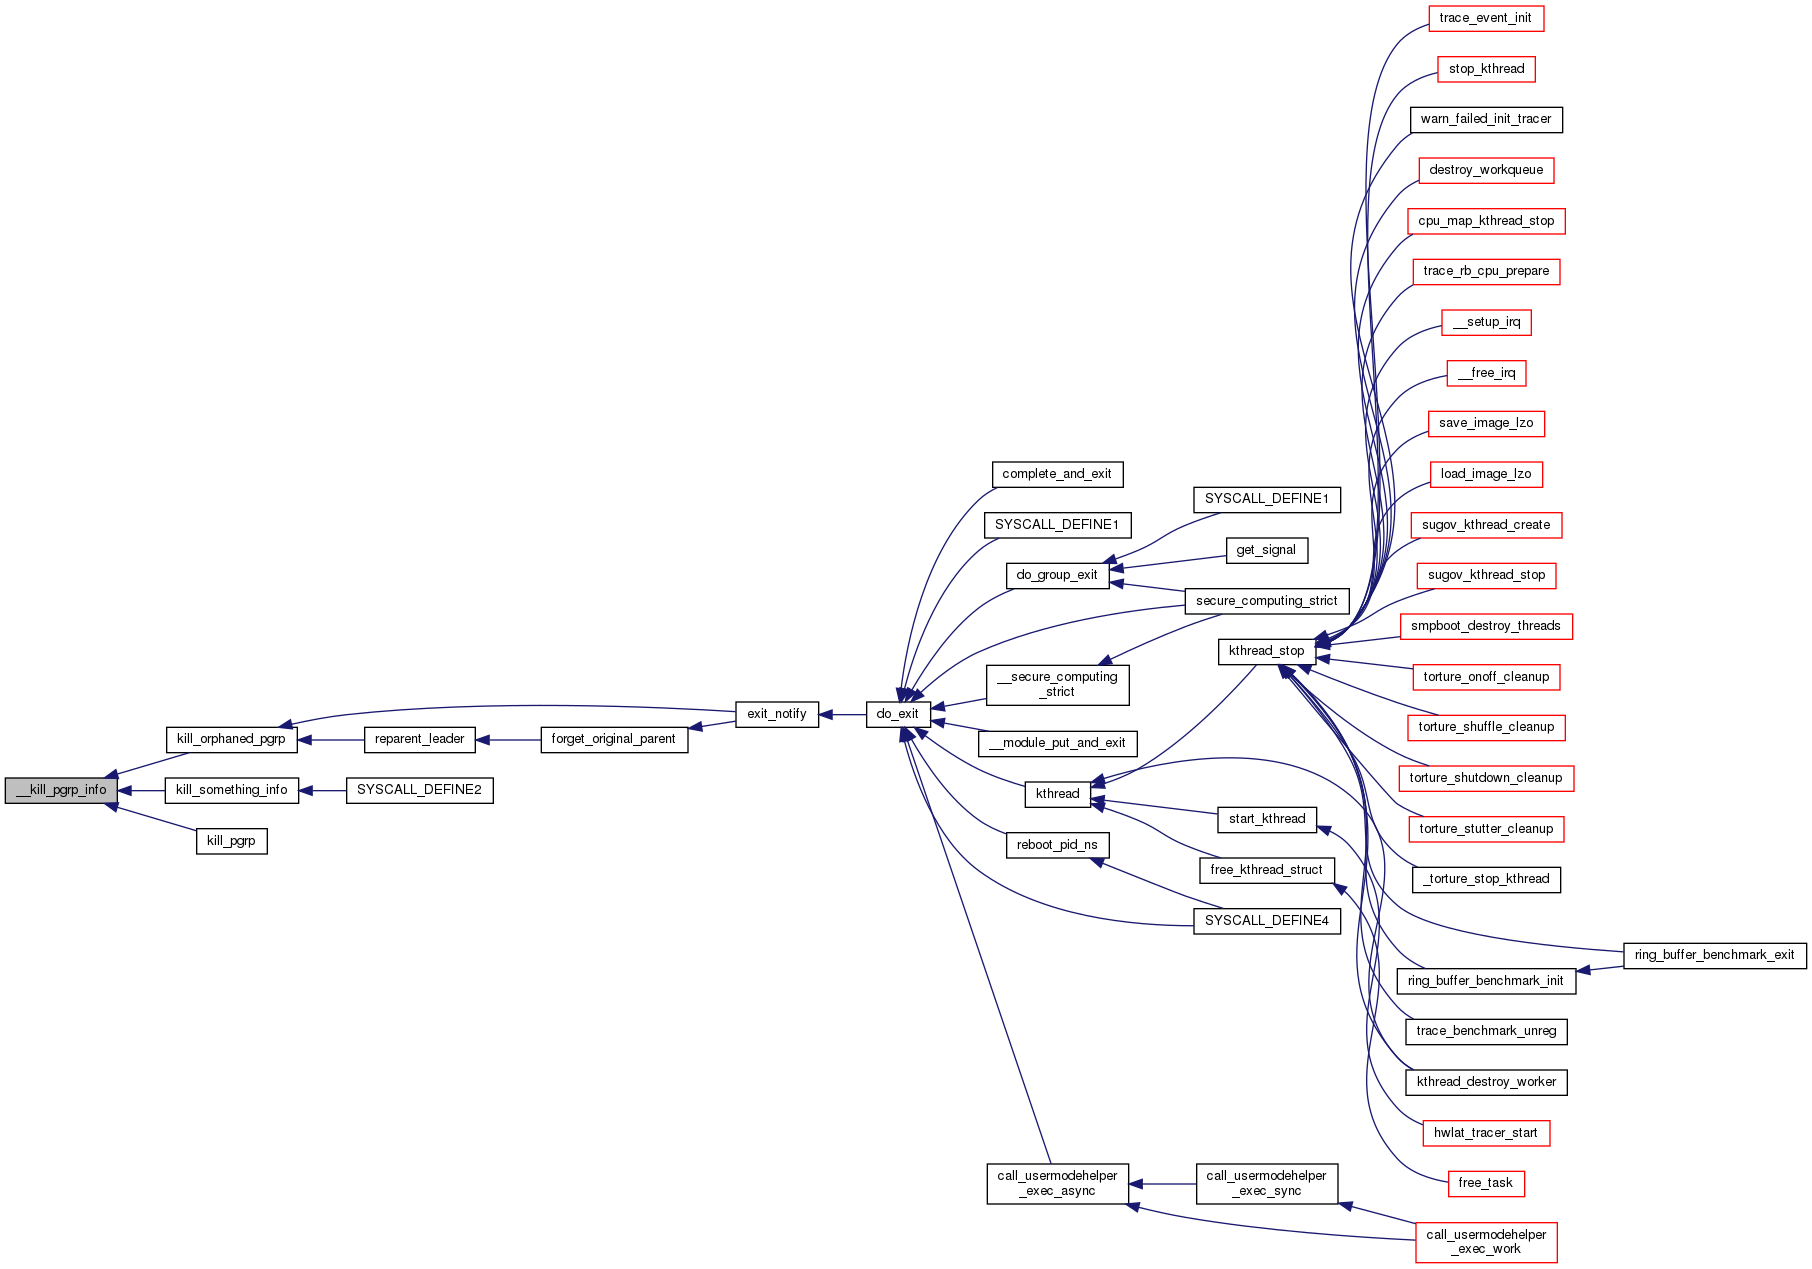 trace_event_init
stop_kthread
warn_failed_init_tracer
destroy_workqueue
cpu_map_kthread_stop
trace_rb_cpu_prepare
__setup_irq
__free_irq
save_image_lzo
load_image_lzo
sugov_kthread_create
sugov_kthread_stop
smpboot_destroy_threads
torture_onoff_cleanup
torture_shuffle_cleanup
torture_shutdown_cleanup
torture_stutter_cleanup
_torture_stop_kthread
ring_buffer_benchmark_exit
ring_buffer_benchmark_init
trace_benchmark_unreg
kthread_destroy_worker
hwlat_tracer_start
free_task
call_usermodehelper
_exec_work
complete_and_exit
SYSCALL_DEFINE1
do_group_exit
SYSCALL_DEFINE1
get_signal
secure_computing_strict
__secure_computing
_strict
kthread_stop
__module_put_and_exit
kthread
start_kthread
reboot_pid_ns
free_kthread_struct
SYSCALL_DEFINE4
call_usermodehelper
_exec_async
call_usermodehelper
_exec_sync
do_exit
exit_notify
forget_original_parent
reparent_leader
kill_orphaned_pgrp
__kill_pgrp_info
kill_something_info
SYSCALL_DEFINE2
kill_pgrp